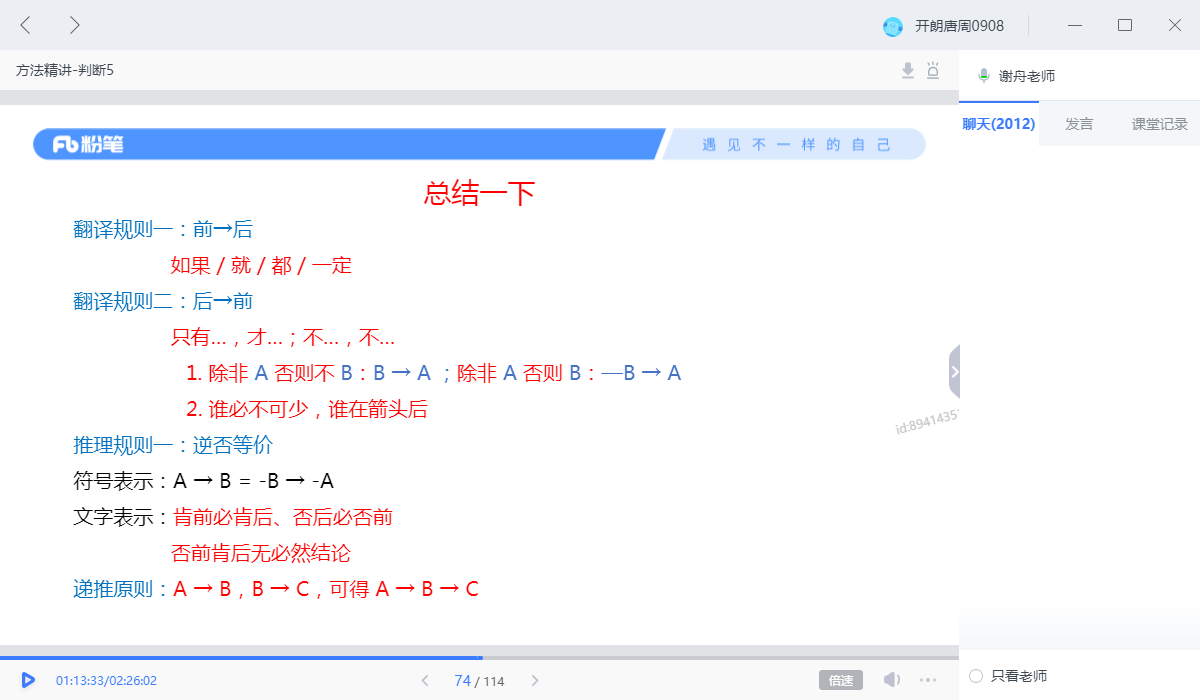 开朗唐周0908
方法精讲-判断5
谢舟老师
聊天(2012) 发言 课堂记录
Fb粉笔 遇见不一样的自己
总结一下
翻译规则一：前→后
如果 / 就 / 都 / 一定
翻译规则二：后→前
只有…，才…；不…，不…
1. 除非 A 否则不 B：B → A ；除非 A 否则 B：—B → A
2. 谁必不可少，谁在箭头后
id:8941435
推理规则一：逆否等价
符号表示：A → B = -B → -A
文字表示：肯前必肯后、否后必否前
否前肯后无必然结论
递推原则：A → B，B → C，可得 A → B → C
01:13:33/02:26:02 74 / 114 倍速
只看老师